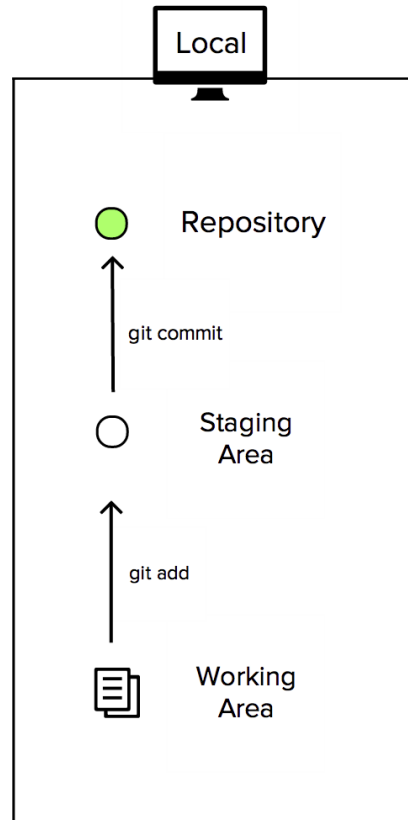 Local
Repository
git commit
Staging
Area
git add
Working
Area